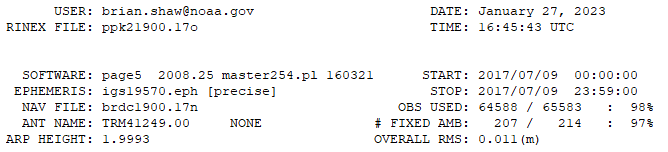 USER: brian.shaw@noaa.gov DATE: January 27, 2023
RINEX FILE: ppk21900.17o TIME: 16:45:43 UTC
SOFTWARE: page5 2008.25 master254.pl 160321 START: 2017/07/09 00:00:00
EPHEMERIS: igs19570.eph [precise] STOP: 2017/07/09 23:59:00
NAV FILE: brdc1900.17n OBS USED: 64588 / 65583 : 98%
ANT NAME: TRM41249.00 NONE # FIXED AMB: 207 / 214 : 97%
ARP HEIGHT: 1.9993 OVERALL RMS: 0.011(m)